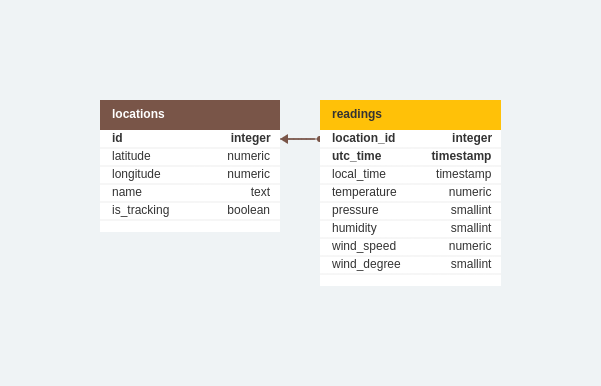 locations
id integer
latitude numeric
longitude numeric
name text
is_tracking boolean
readings
location_id integer
utc_time timestamp
local_time timestamp
temperature numeric
pressure smallint
humidity smallint
wind_speed numeric
wind_degree smallint